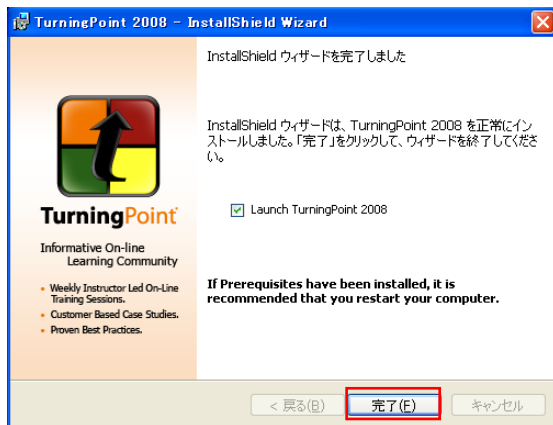 TurningPoint 2008 - InstallShield Wizard
InstallShield ウィザードを完了しました
InstallShield ウィザードは、TurningPoint 2008 を正常にイン
ストールしました。「完了」をクリックして、ウィザードを終了してくださ
い。
TurningPoint
Launch TurningPoint 2008
Informative On-line
Learning Community
• Weekly Instructor Led On-Line
Training Sessions.
• Customer Based Case Studies.
• Proven Best Practices.
If Prerequisites have been installed, it is
recommended that you restart your computer.
< 戻る(B)
完了(F)
キャンセル